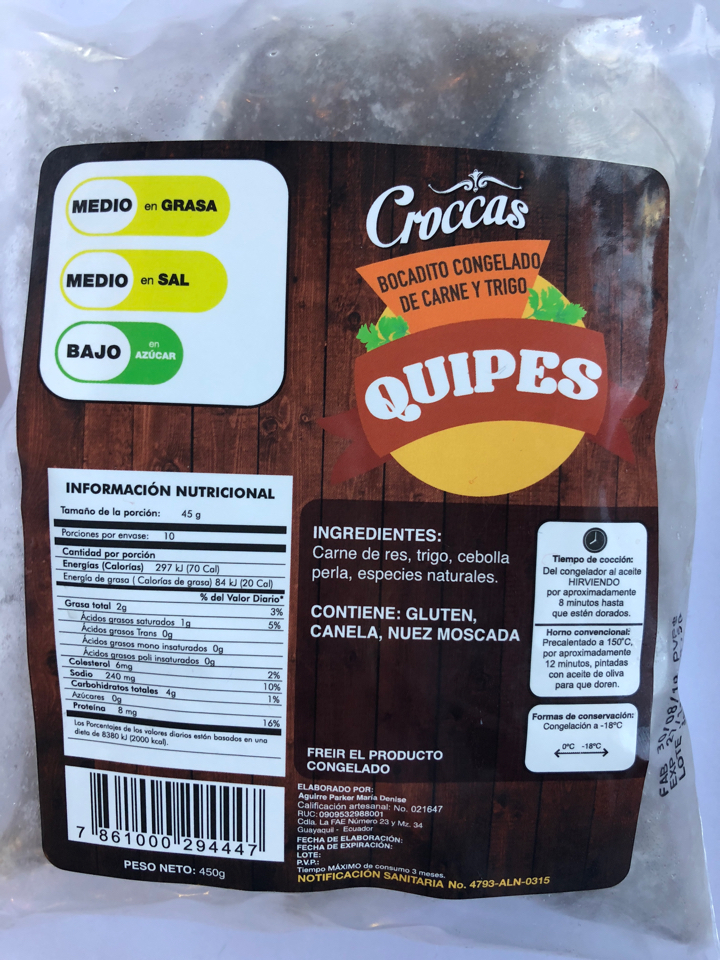 MEDIO en GRASA
MEDIO en SAL
BAJO en AZÚCAR
Croccas
BOCADITO CONGELADO
DE CARNE Y TRIGO
QUIPES
INFORMACIÓN NUTRICIONAL
Tamaño de la porción: 45 g
Porciones por envase: 10
Cantidad por porción
Energías (Calorías) 297 kJ (70 Cal)
Energía de grasa ( Calorías de grasa) 84 kJ (20 Cal)
% del Valor Diario*
Grasa total 2g 3%
Ácidos grasos saturados 1g 5%
Ácidos grasos Trans 0g
Ácidos grasos mono insaturados 0g
Ácidos grasos poli insaturados 0g
Colesterol 6mg 2%
Sodio 240 mg 10%
Carbohidratos totales 4g 1%
Azúcares 0g
Proteína 8 mg 16%
Los Porcentajes de los valores diarios están basados en una
dieta de 8380 kJ (2000 kcal).
7 861000 294447
PESO NETO: 450g
INGREDIENTES:
Carne de res, trigo, cebolla
perla, especies naturales.
CONTIENE: GLUTEN,
CANELA, NUEZ MOSCADA
FREIR EL PRODUCTO
CONGELADO
Tiempo de cocción:
Del congelador al aceite
HIRVIENDO
por aproximadamente
8 minutos hasta
que estén dorados.
Horno convencional:
Precalentado a 150°C,
por aproximadamente
12 minutos, pintadas
con aceite de oliva
para que doren.
Formas de conservación:
Congelación a -18°C
0°C -18°C
ELABORADO POR:
Aguirre Parker María Denise
Calificación artesanal: No. 021647
RUC: 0909532988001
Cdla. La FAE Número 23 y Mz. 34
Guayaquil - Ecuador
FECHA DE ELABORACIÓN:
FECHA DE EXPIRACIÓN:
LOTE:
P.V.P.:
Tiempo MÁXIMO de consumo 3 meses.
NOTIFICACIÓN SANITARIA No. 4793-ALN-0315
FAB 30/08/19
EXP
LOTE